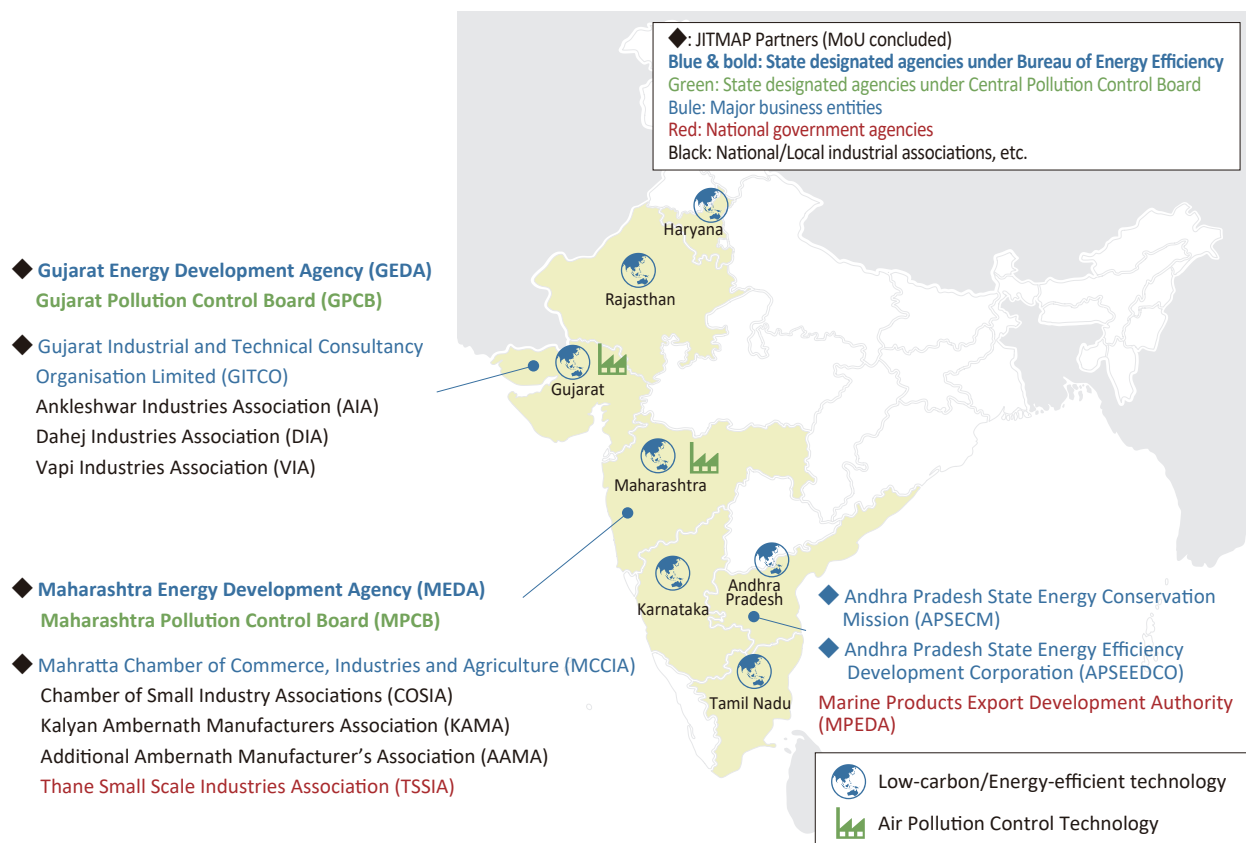 ◆: JITMAP Partners (MoU concluded)
Blue & bold: State designated agencies under Bureau of Energy Efficiency
Green: State designated agencies under Central Pollution Control Board
Bule: Major business entities
Red: National government agencies
Black: National/Local industrial associations, etc.
Haryana
Rajasthan
Gujarat
Maharashtra
Karnataka
Andhra
Pradesh
Tamil Nadu
◆ Gujarat Energy Development Agency (GEDA)
Gujarat Pollution Control Board (GPCB)
◆ Gujarat Industrial and Technical Consultancy
Organisation Limited (GITCO)
Ankleshwar Industries Association (AIA)
Dahej Industries Association (DIA)
Vapi Industries Association (VIA)
◆ Maharashtra Energy Development Agency (MEDA)
Maharashtra Pollution Control Board (MPCB)
◆ Mahratta Chamber of Commerce, Industries and Agriculture (MCCIA)
Chamber of Small Industry Associations (COSIA)
Kalyan Ambernath Manufacturers Association (KAMA)
Additional Ambernath Manufacturer's Association (AAMA)
Thane Small Scale Industries Association (TSSIA)
◆ Andhra Pradesh State Energy Conservation
Mission (APSECM)
◆ Andhra Pradesh State Energy Efficiency
Development Corporation (APSEEDCO)
Marine Products Export Development Authority
(MPEDA)
Low-carbon/Energy-efficient technology
Air Pollution Control Technology